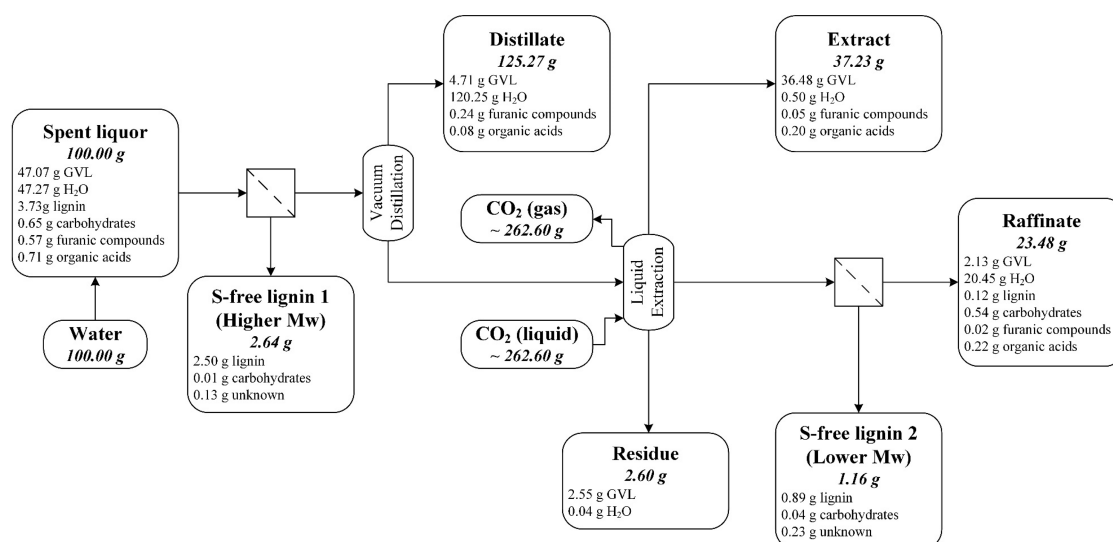 Spent liquor
100.00 g
47.07 g GVL
47.27 g H₂O
3.73g lignin
0.65 g carbohydrates
0.57 g furanic compounds
0.71 g organic acids
Water
100.00 g
S-free lignin 1
(Higher Mw)
2.64 g
2.50 g lignin
0.01 g carbohydrates
0.13 g unknown
Vacuum
Distillation
Distillate
125.27 g
4.71 g GVL
120.25 g H₂O
0.24 g furanic compounds
0.08 g organic acids
CO₂ (gas)
~ 262.60 g
CO₂ (liquid)
~ 262.60 g
Liquid
Extraction
Extract
37.23 g
36.48 g GVL
0.50 g H₂O
0.05 g furanic compounds
0.20 g organic acids
Residue
2.60 g
2.55 g GVL
0.04 g H₂O
Raffinate
23.48 g
2.13 g GVL
20.45 g H₂O
0.12 g lignin
0.54 g carbohydrates
0.02 g furanic compounds
0.22 g organic acids
S-free lignin 2
(Lower Mw)
1.16 g
0.89 g lignin
0.04 g carbohydrates
0.23 g unknown